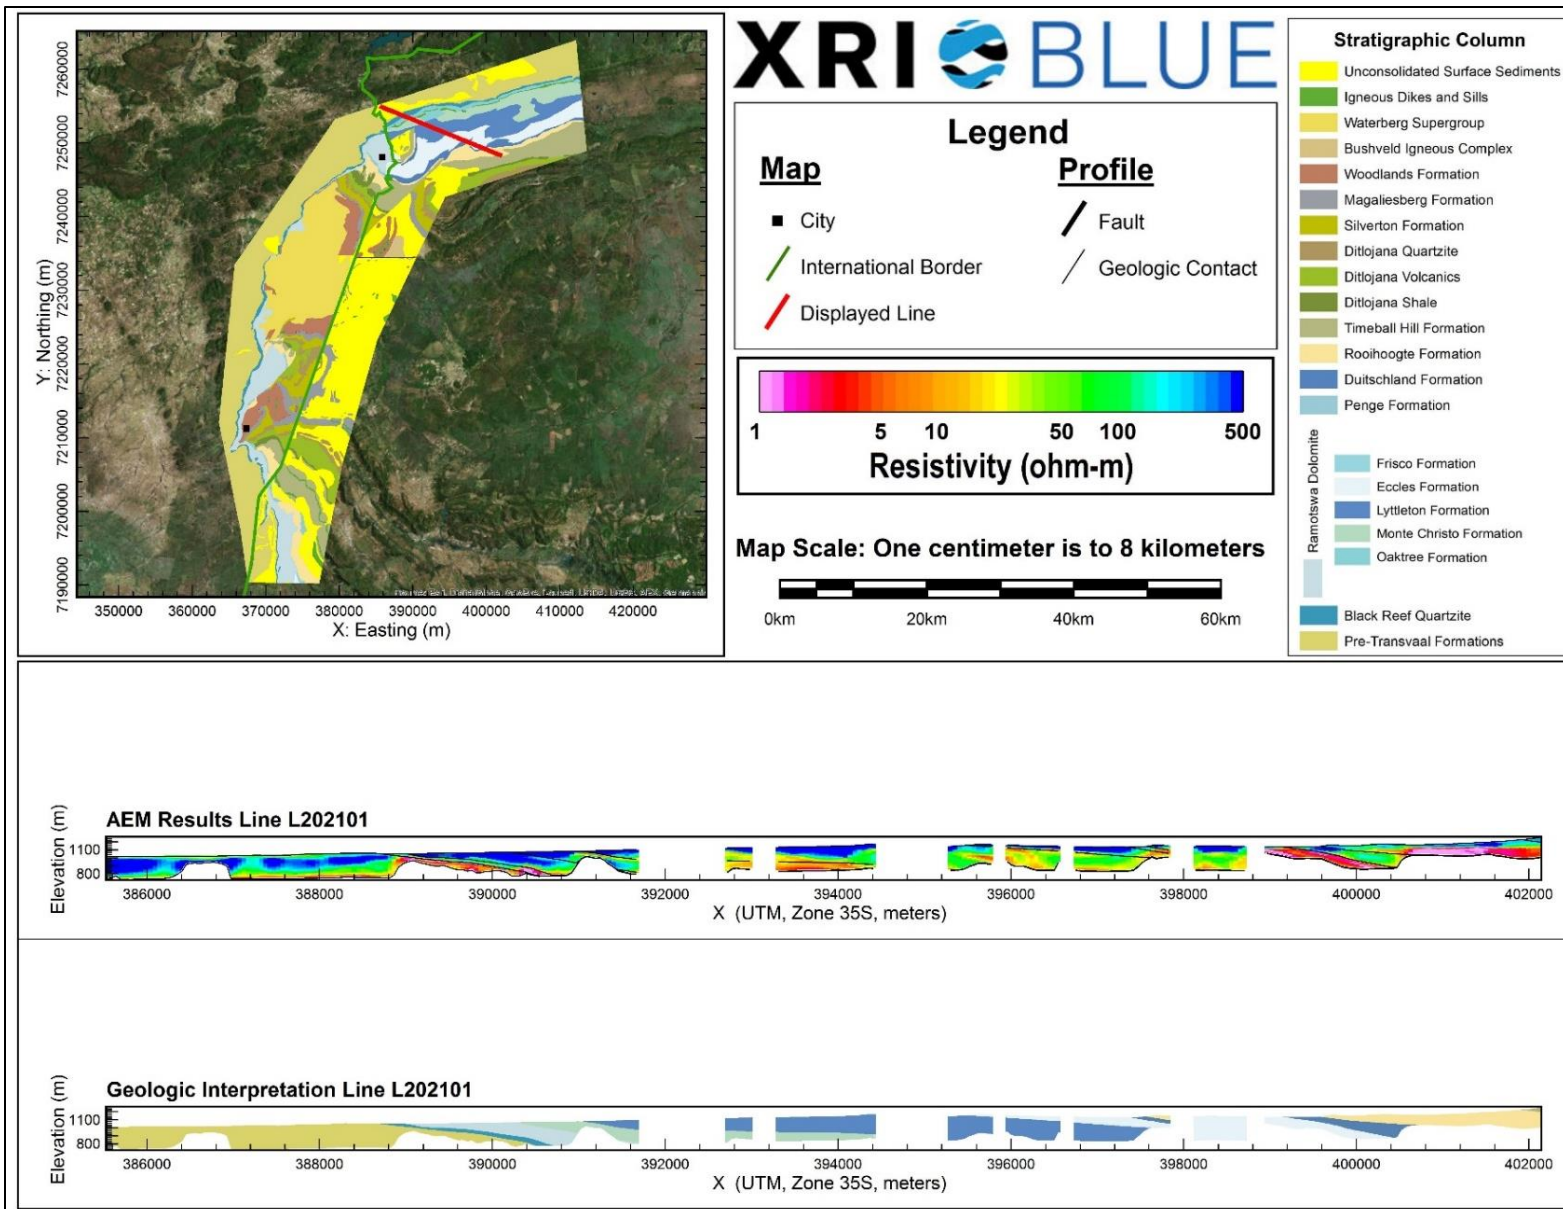 7260000
7250000
7240000
7230000
7220000
7210000
7200000
7190000
Y: Northing (m)
350000 360000 370000 380000 390000 400000 410000 420000
X: Easting (m)
XRI BLUE
Legend
Map
City
International Border
Displayed Line
Profile
Fault
Geologic Contact
1 5 10 50 100 500
Resistivity (ohm-m)
Map Scale: One centimeter is to 8 kilometers
0km 20km 40km 60km
Stratigraphic Column
Unconsolidated Surface Sediments
Igneous Dikes and Sills
Waterberg Supergroup
Bushveld Igneous Complex
Woodlands Formation
Magaliesberg Formation
Silverton Formation
Ditlojana Quartzite
Ditlojana Volcanics
Ditlojana Shale
Timeball Hill Formation
Rooihoogte Formation
Duitschland Formation
Penge Formation
Ramotswa Dolomite
Frisco Formation
Eccles Formation
Lyttleton Formation
Monte Christo Formation
Oaktree Formation
Black Reef Quartzite
Pre-Transvaal Formations
AEM Results Line L202101
Elevation (m)
1100
800
386000 388000 390000 392000 394000 396000 398000 400000 402000
X (UTM, Zone 35S, meters)
Geologic Interpretation Line L202101
Elevation (m)
1100
800
386000 388000 390000 392000 394000 396000 398000 400000 402000
X (UTM, Zone 35S, meters)